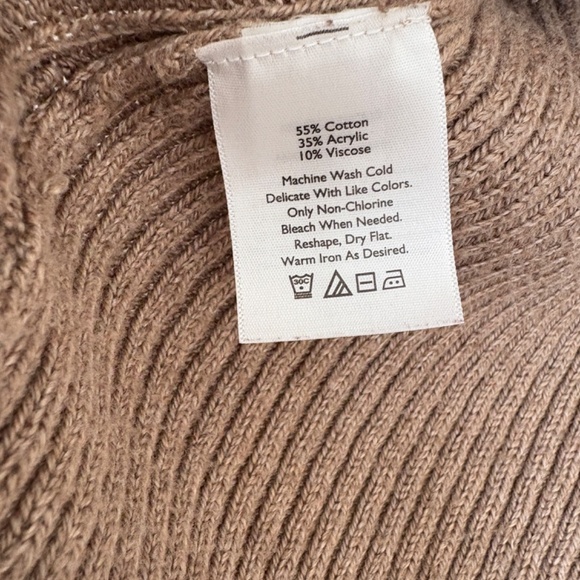 55% Cotton
35% Acrylic
10% Viscose
Machine Wash Cold
Delicate With Like Colors.
Only Non-Chlorine
Bleach When Needed.
Reshape, Dry Flat.
Warm Iron As Desired.
30C